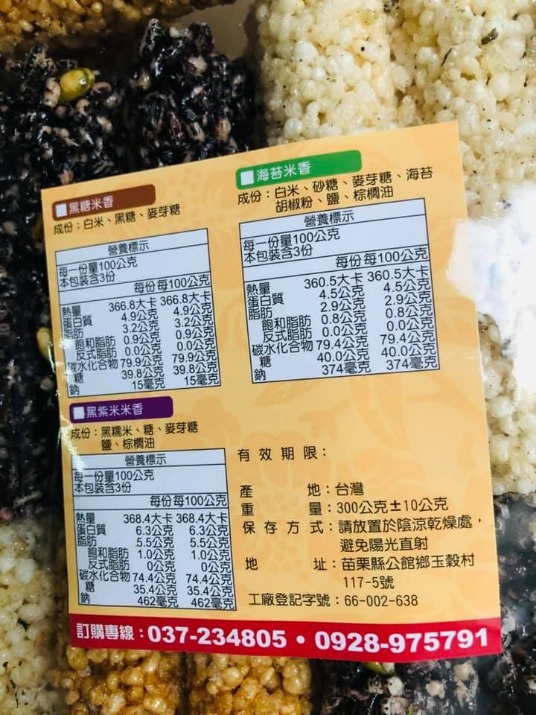 黑糖米香
成份：白米、黑糖、麥芽糖
營養標示
每一份量100公克
本包裝含3份
每份 每100公克
熱量 366.8大卡 366.8大卡
蛋白質 4.9公克 4.9公克
脂肪 3.2公克 3.2公克
飽和脂肪 0.9公克 0.9公克
反式脂肪 0.0公克 0.0公克
碳水化合物 79.9公克 79.9公克
糖 39.8公克 39.8公克
鈉 15毫克 15毫克
海苔米香
成份：白米、砂糖、麥芽糖、海苔
胡椒粉、鹽、棕櫚油
營養標示
每一份量100公克
本包裝含3份
每份 每100公克
熱量 360.5大卡 360.5大卡
蛋白質 4.5公克 4.5公克
脂肪 2.9公克 2.9公克
飽和脂肪 0.8公克 0.8公克
反式脂肪 0.0公克 0.0公克
碳水化合物 79.4公克 79.4公克
糖 40.0公克 40.0公克
鈉 374毫克 374毫克
黑紫米米香
成份：黑糯米、糖、麥芽糖
鹽、棕櫚油
營養標示
每一份量100公克
本包裝含3份
每份 每100公克
熱量 368.4大卡 368.4大卡
蛋白質 6.3公克 6.3公克
脂肪 5.5公克 5.5公克
飽和脂肪 1.0公克 1.0公克
反式脂肪 0公克 0公克
碳水化合物 74.4公克 74.4公克
糖 35.4公克 35.4公克
鈉 462毫克 462毫克
有效期限：
產地：台灣
重量：300公克±10公克
保存方式：請放置於陰涼乾燥處，
避免陽光直射
地址：苗栗縣公館鄉玉穀村
117-5號
工廠登記字號：66-002-638
訂購專線：037-234805 • 0928-975791